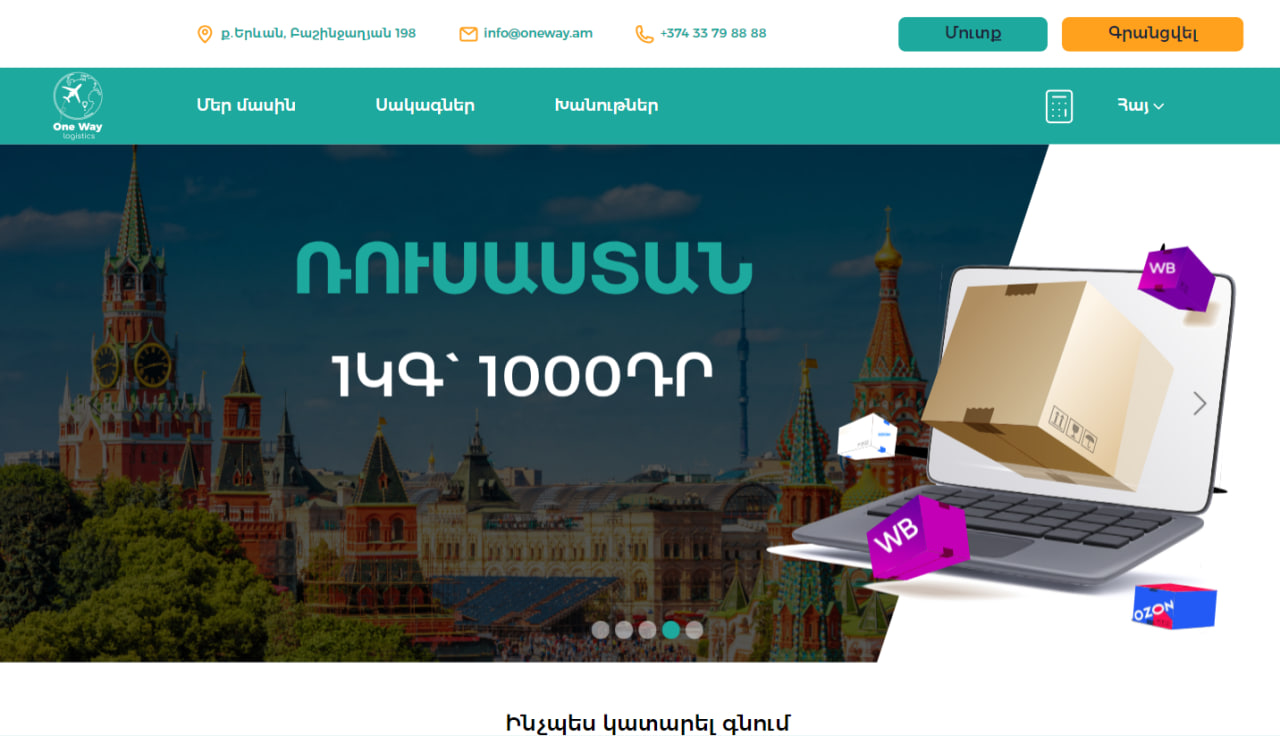 ք.Երևան, Բաշինջաղյան 198
info@oneway.am
+374 33 79 88 88
Մուտք
Գրանցվել
One Way
logistics
Մեր մասին
Սակագներ
Խանութներ
Հայ
ՌՈՒՍԱՍՏԱՆ
1ԿԳ՝ 1000ԴՐ
WB
WB
OZON
Ինչպես կատարել գնում